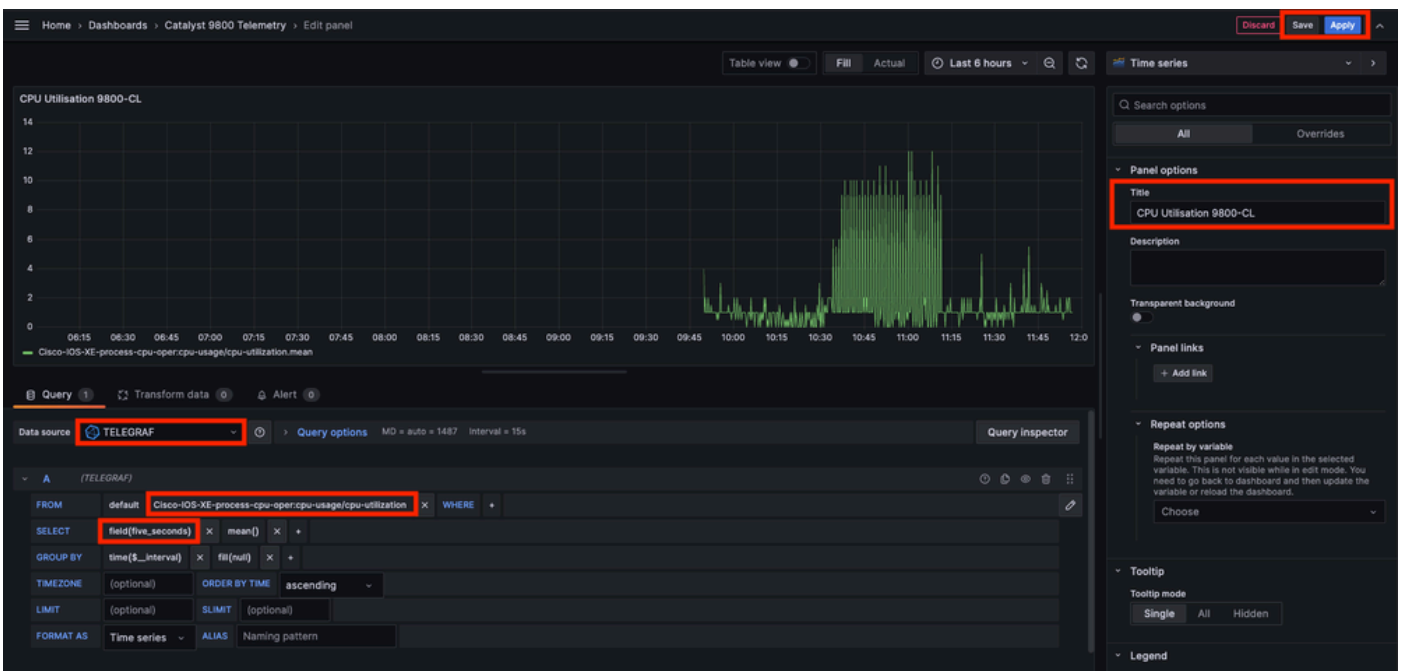 Home › Dashboards › Catalyst 9800 Telemetry › Edit panel
Discard Save Apply
Table view Fill Actual Last 6 hours
Time series
CPU Utilisation 9800-CL
14
12
10
8
6
4
2
0
06:15 06:30 06:45 07:00 07:15 07:30 07:45 08:00 08:15 08:30 08:45 09:00 09:15 09:30 09:45 10:00 10:15 10:30 10:45 11:00 11:15 11:30 11:45 12:0
Cisco-IOS-XE-process-cpu-oper:cpu-usage/cpu-utilization.mean
Query 1 Transform data 0 Alert 0
Data source TELEGRAF > Query options MD = auto = 1487 Interval = 15s Query inspector
A (TELEGRAF)
FROM default Cisco-IOS-XE-process-cpu-oper:cpu-usage/cpu-utilization × WHERE +
SELECT field(five_seconds) × mean() × +
GROUP BY time($__interval) × fill(null) × +
TIMEZONE (optional) ORDER BY TIME ascending
LIMIT (optional) SLIMIT (optional)
FORMAT AS Time series ALIAS Naming pattern
Search options
All Overrides
Panel options
Title
CPU Utilisation 9800-CL
Description
Transparent background
Panel links
+ Add link
Repeat options
Repeat by variable
Repeat this panel for each value in the selected
variable. This is not visible while in edit mode. You
need to go back to dashboard and then update the
variable or reload the dashboard.
Choose
Tooltip
Tooltip mode
Single All Hidden
Legend